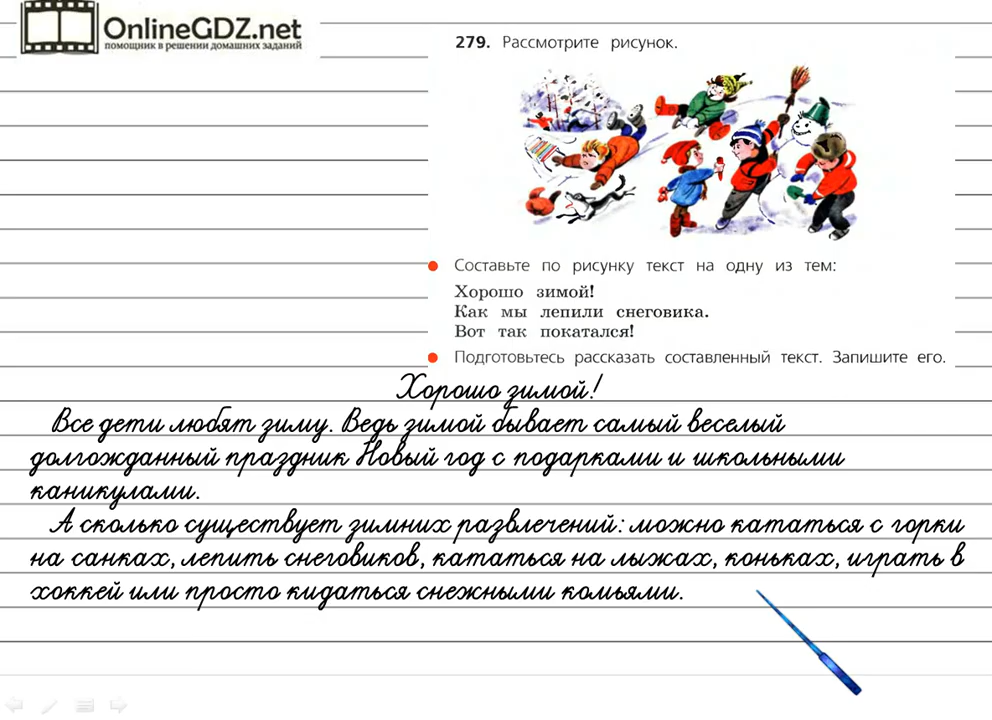 OnlineGDZ.net
помощник в решении домашних заданий
279. Рассмотрите рисунок.
Составьте по рисунку текст на одну из тем:
Хорошо зимой!
Как мы лепили снеговика.
Вот так покатался!
Подготовьтесь рассказать составленный текст. Запишите его.
Хорошо зимой!
Все дети любят зиму. Ведь зимой бывает самый веселый
долгожданный праздник Новый год с подарками и школьными
каникулами.
А сколько существует зимних развлечений: можно кататься с горки
на санках, лепить снеговиков, кататься на лыжах, коньках, играть в
хоккей или просто кидаться снежными комьями.